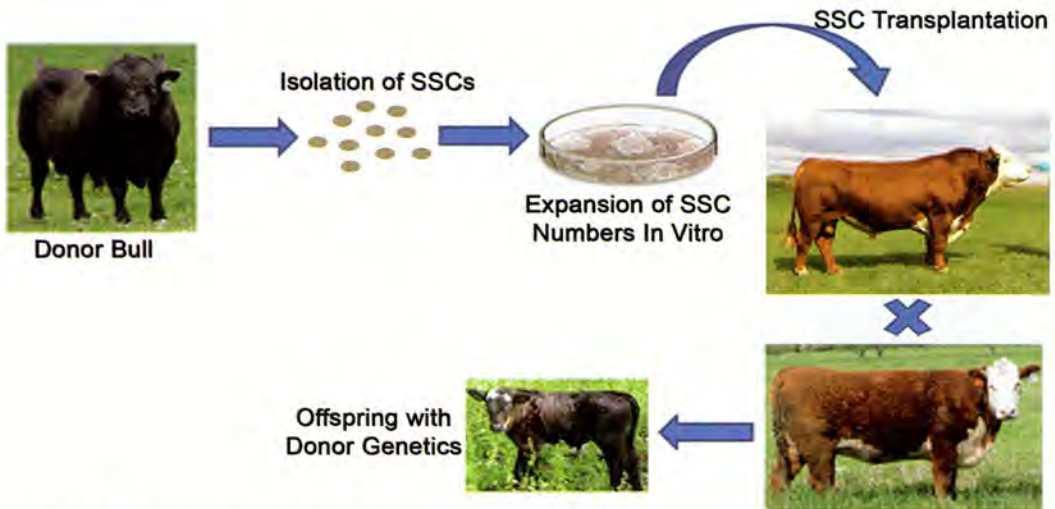 SSC Transplantation
Isolation of SSCs
Expansion of SSC
Numbers In Vitro
Donor Bull
Offspring with
Donor Genetics